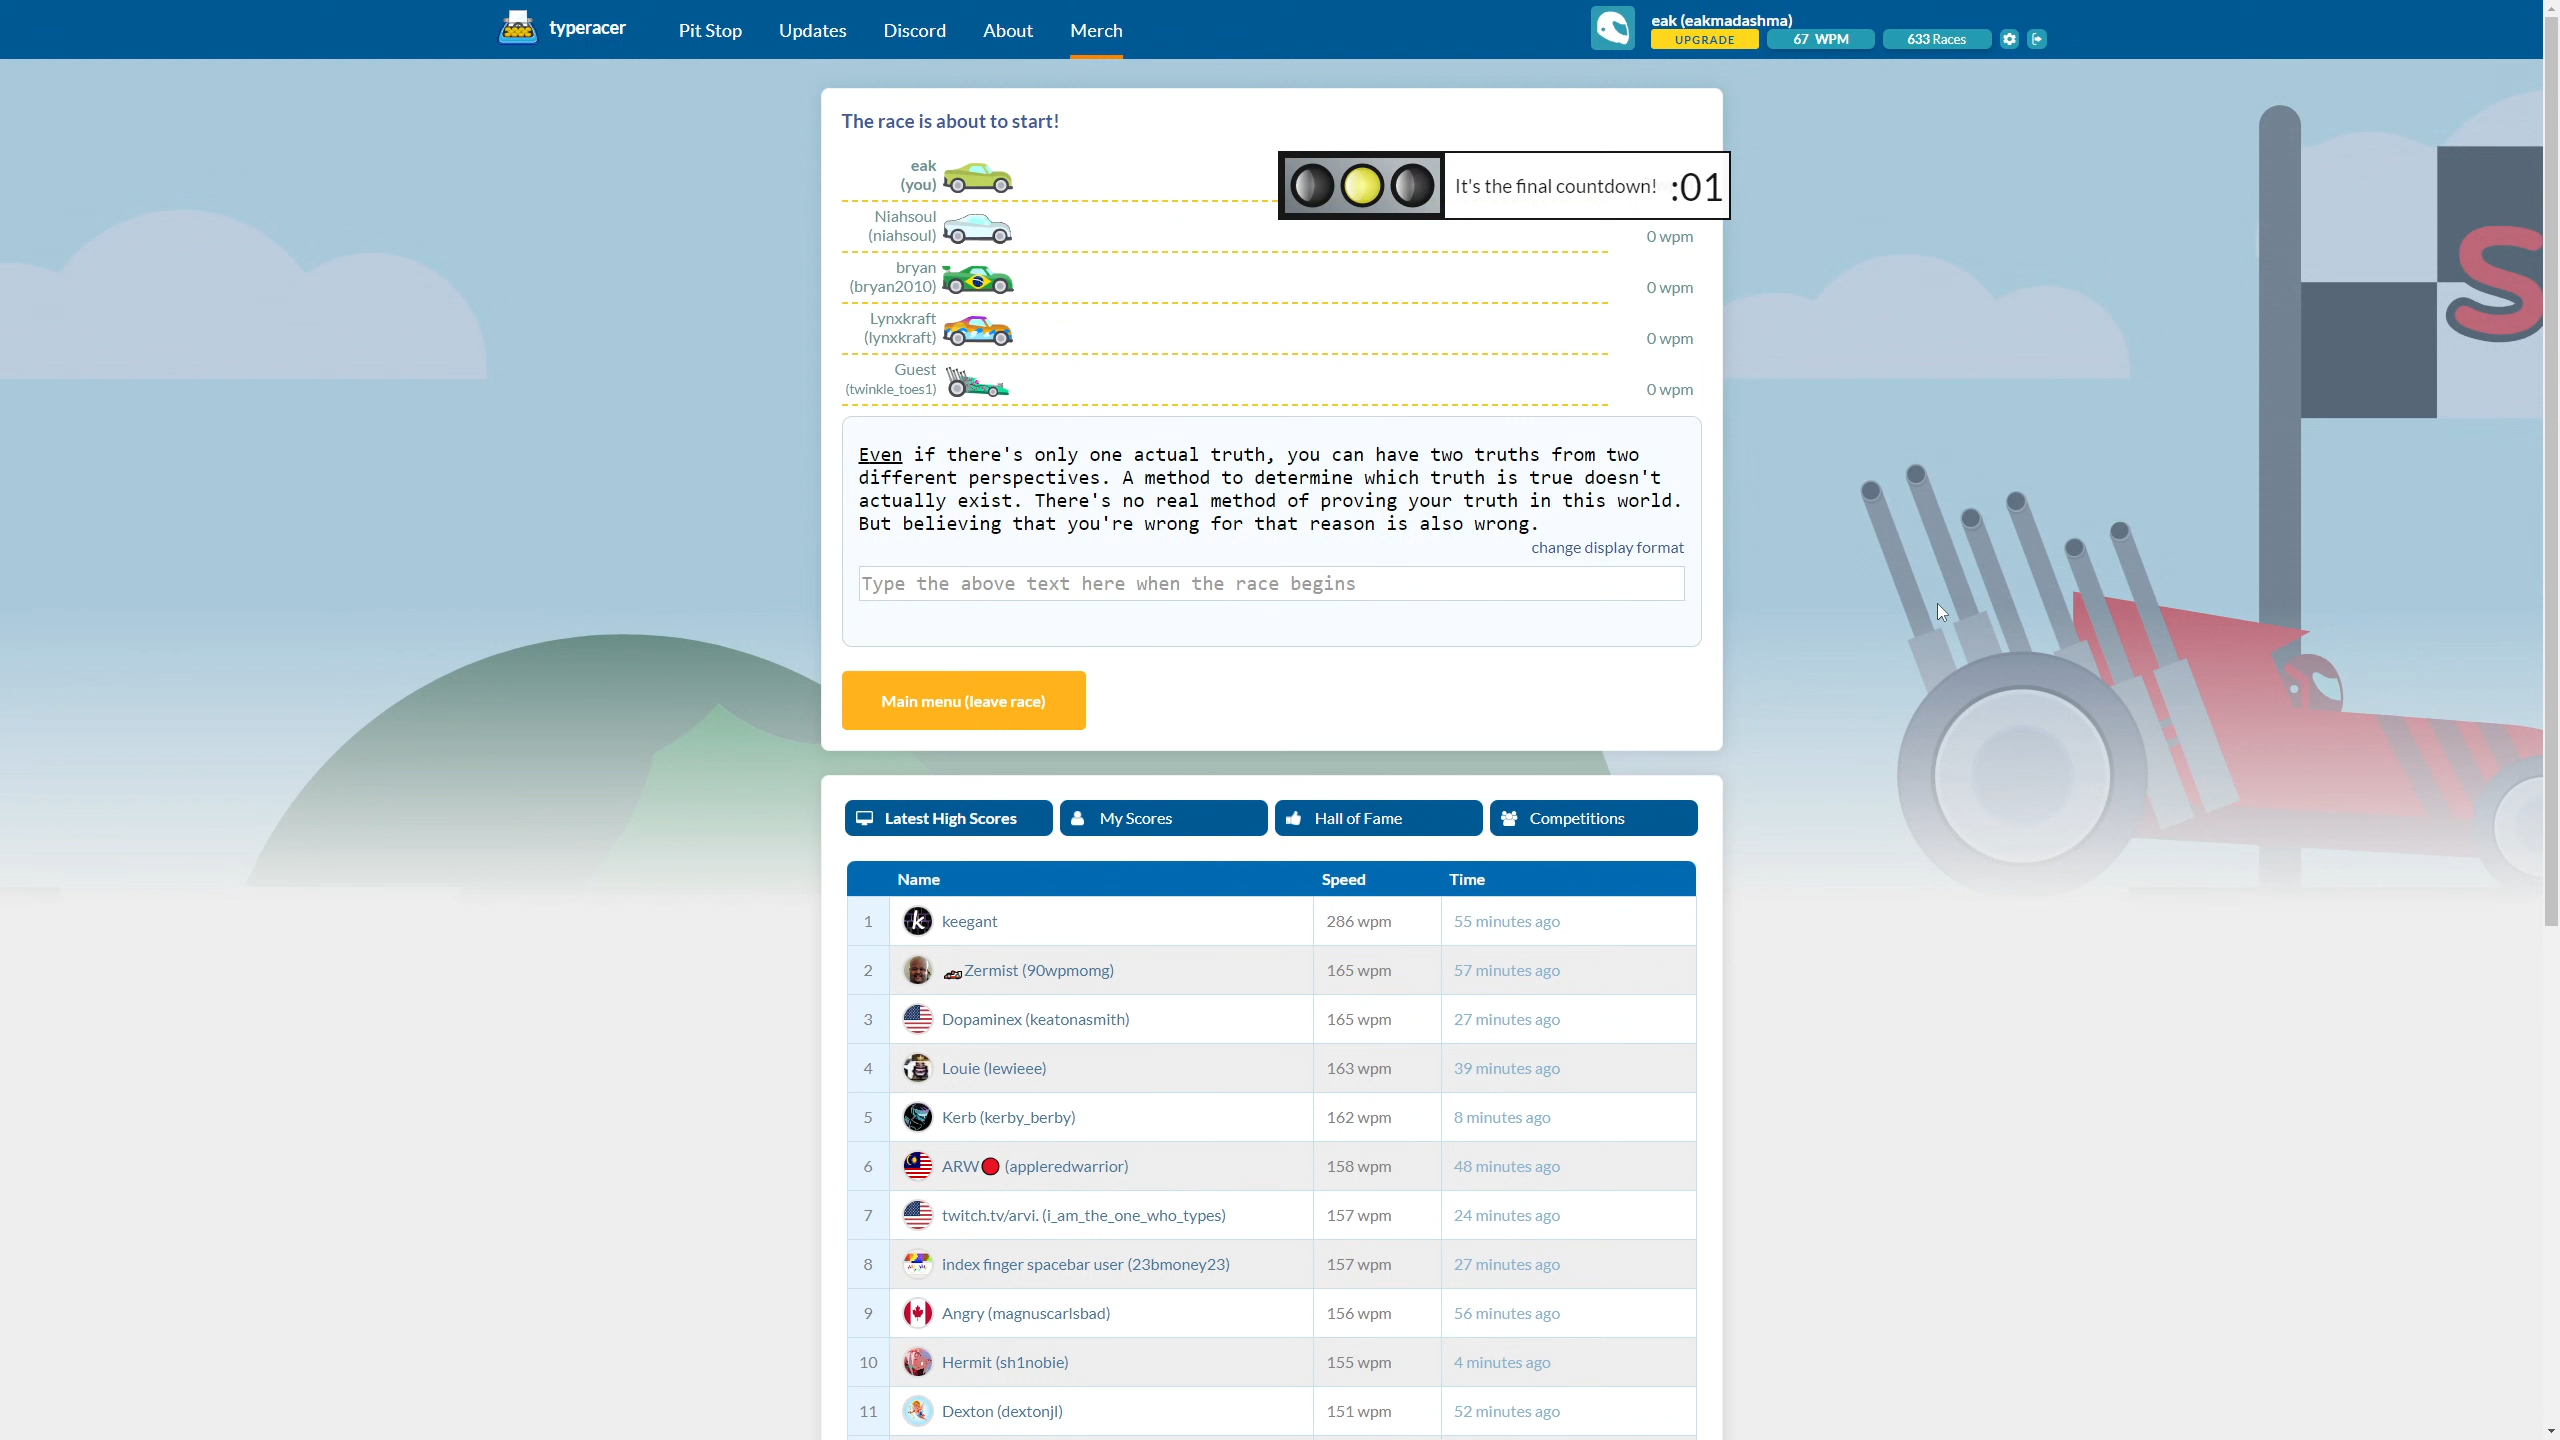 typeracer
Pit Stop
Updates
Discord
About
Merch
eak (eakmadashma)
UPGRADE
67 WPM
633 Races
The race is about to start!
eak
(you)
It's the final countdown! :01
Niahsoul
(niahsoul)
0 wpm
bryan
(bryan2010)
0 wpm
Lynxkraft
(lynxkraft)
0 wpm
Guest
(twinkle_toes1)
0 wpm
Even if there's only one actual truth, you can have two truths from two
different perspectives. A method to determine which truth is true doesn't
actually exist. There's no real method of proving your truth in this world.
But believing that you're wrong for that reason is also wrong.
change display format
Type the above text here when the race begins
Main menu (leave race)
Latest High Scores
My Scores
Hall of Fame
Competitions
Name Speed Time
1 keegant 286 wpm 55 minutes ago
2 Zermist (90wpmomg) 165 wpm 57 minutes ago
3 Dopaminex (keatonasmith) 165 wpm 27 minutes ago
4 Louie (lewieee) 163 wpm 39 minutes ago
5 Kerb (kerby_berby) 162 wpm 8 minutes ago
6 ARW🔴 (appleredwarrior) 158 wpm 48 minutes ago
7 twitch.tv/arvi. (i_am_the_one_who_types) 157 wpm 24 minutes ago
8 index finger spacebar user (23bmoney23) 157 wpm 27 minutes ago
9 Angry (magnuscarlsbad) 156 wpm 56 minutes ago
10 Hermit (sh1nobie) 155 wpm 4 minutes ago
11 Dexton (dextonjl) 151 wpm 52 minutes ago